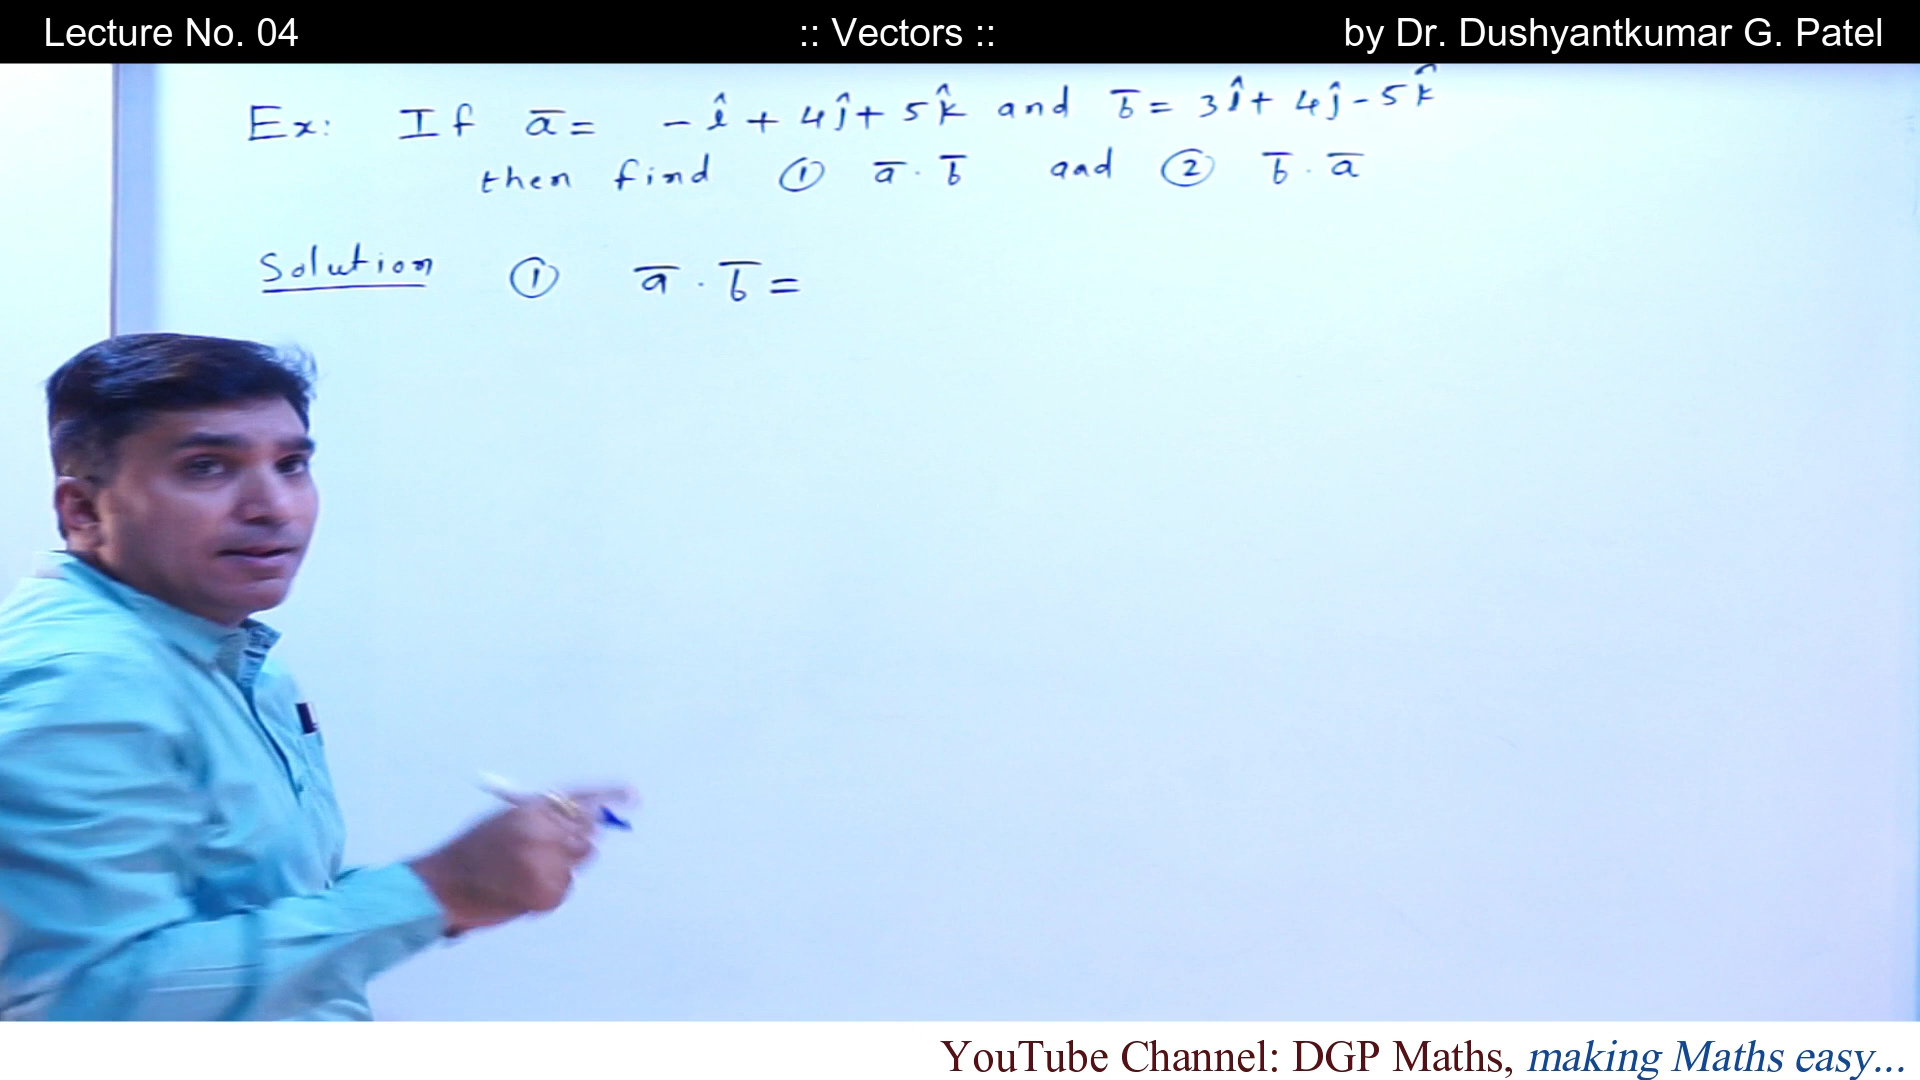 Lecture No. 04 :: Vectors :: by Dr. Dushyantkumar G. Patel
Ex: If a̅ = - î + 4ĵ + 5k̂ and b̅ = 3î + 4ĵ - 5k̂
then find ① a̅ . b̅ and ② b̅ . a̅
Solution ① a̅ . b̅ =
YouTube Channel: DGP Maths, making Maths easy...